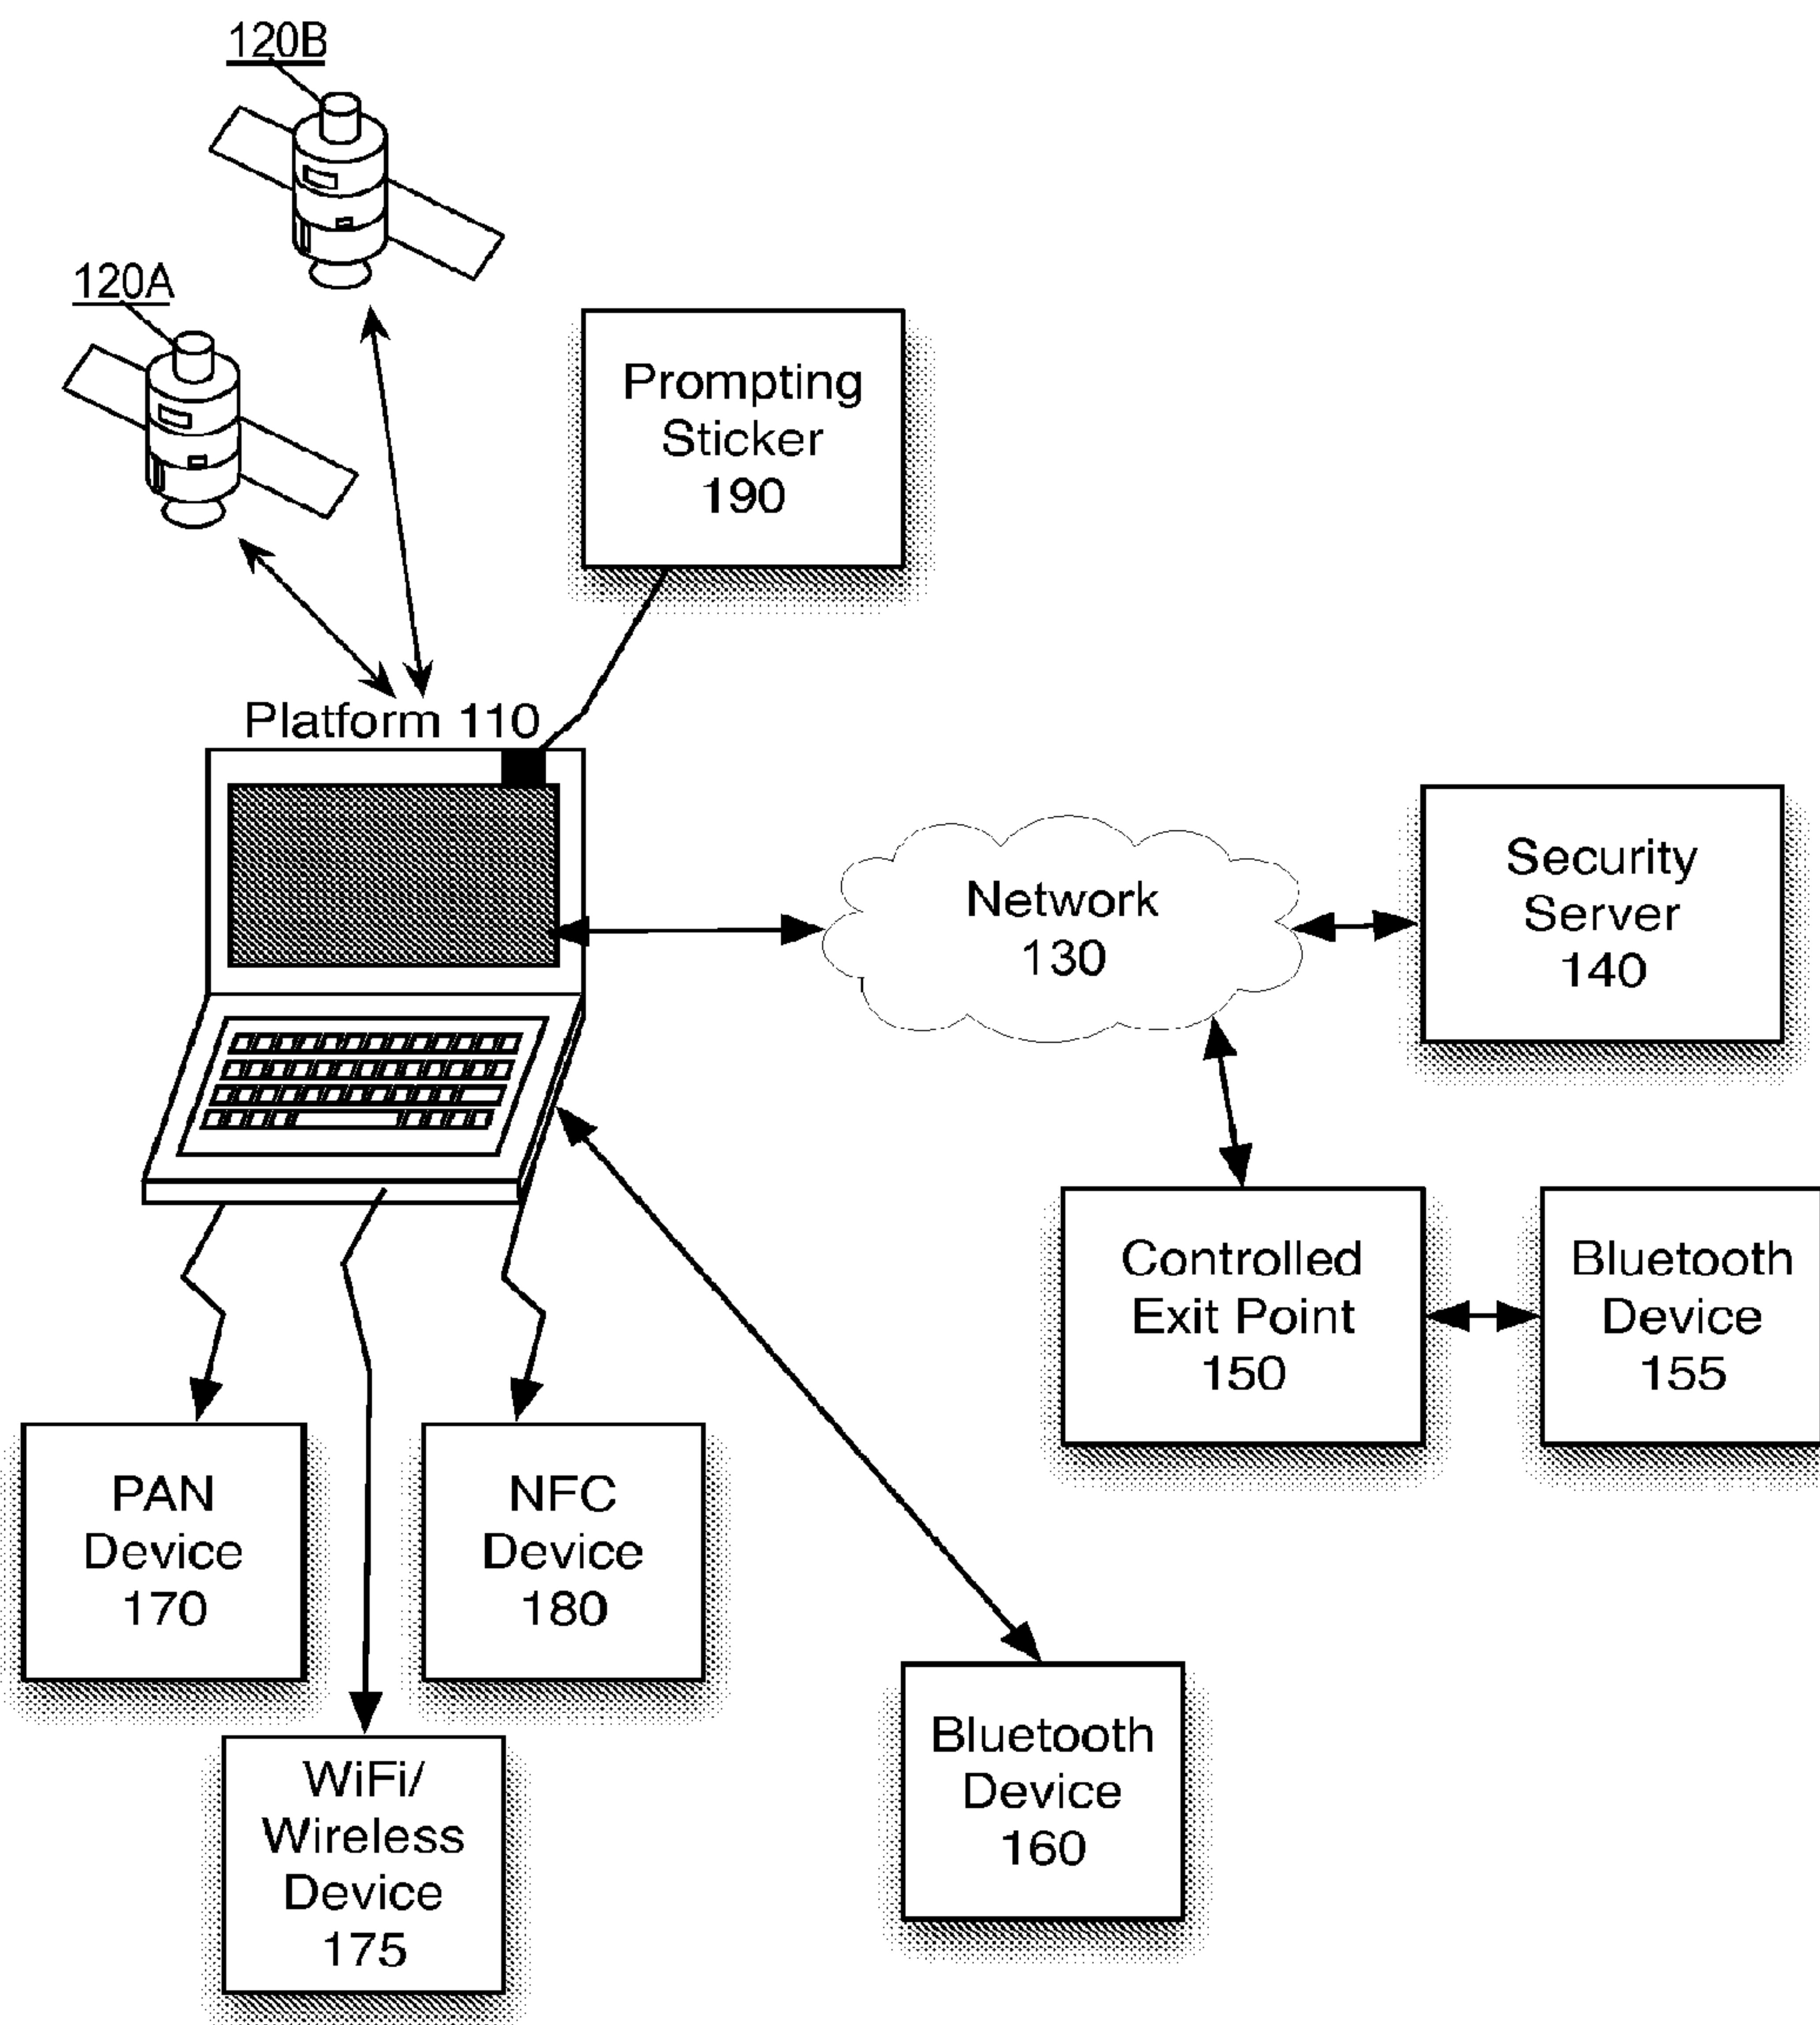 120B
120A
Prompting
Sticker
190
Platform 110
Network
130
Security
Server
140
Controlled
Exit Point
150
Bluetooth
Device
155
PAN
Device
170
NFC
Device
180
WiFi/
Wireless
Device
175
Bluetooth
Device
160